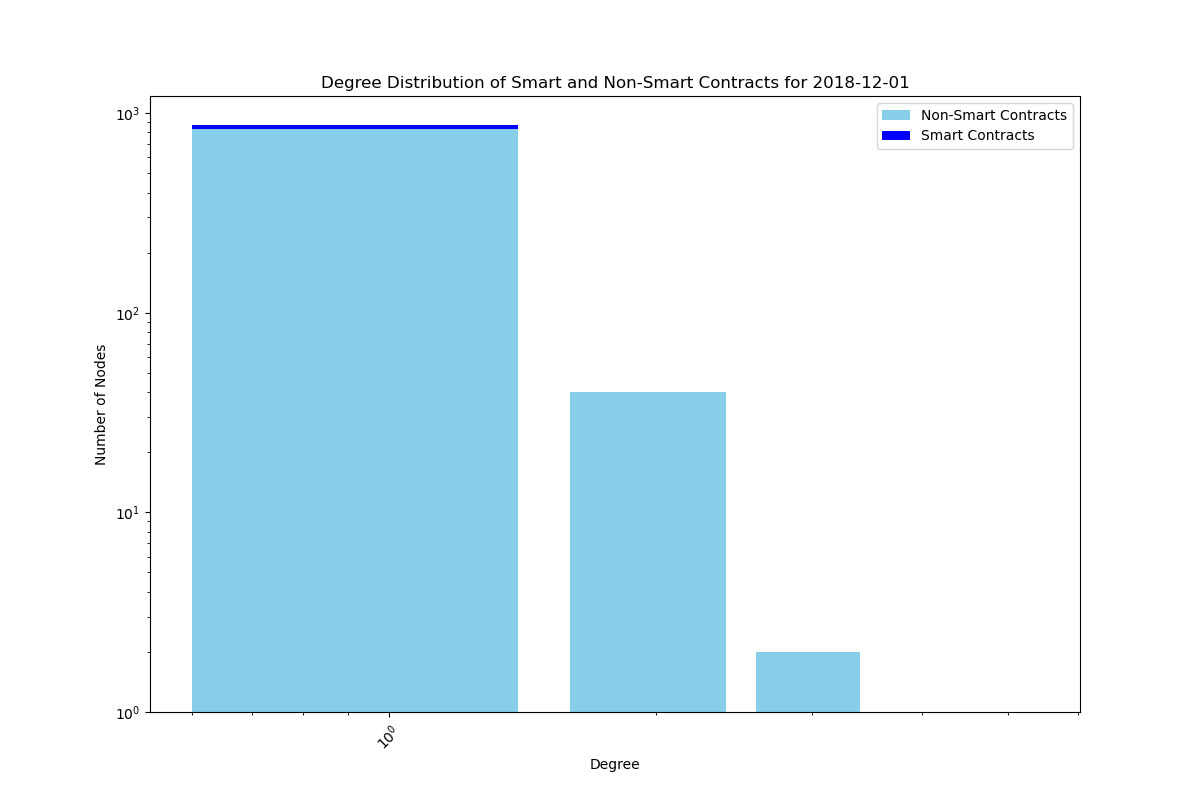 Degree Distribution of Smart and Non-Smart Contracts for 2018-12-01
Non-Smart Contracts
Smart Contracts
10³
10²
10¹
10⁰
Number of Nodes
10⁰
Degree